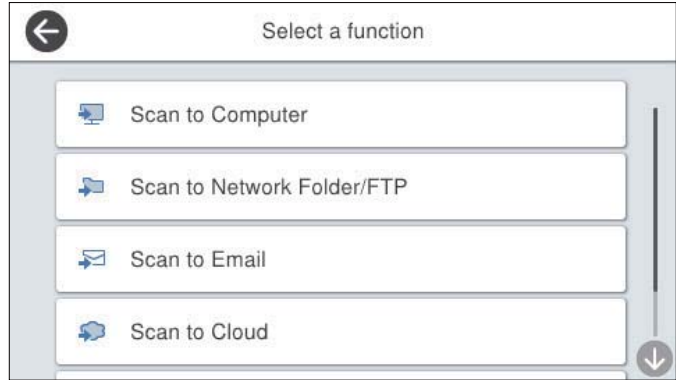 Select a function
Scan to Computer
Scan to Network Folder/FTP
Scan to Email
Scan to Cloud